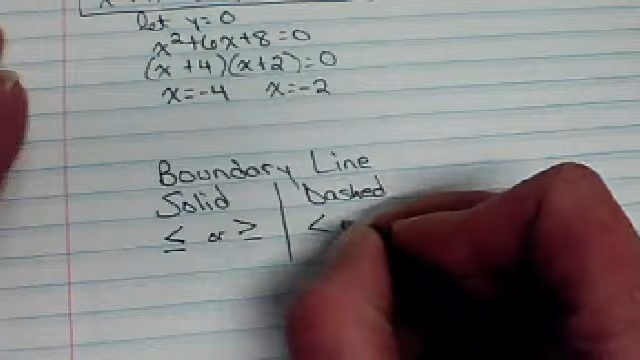 let y=0
x²+6x+8=0
(x+4)(x+2)=0
x=-4 x=-2
Boundary Line
Solid Dashed
≤ or ≥ <